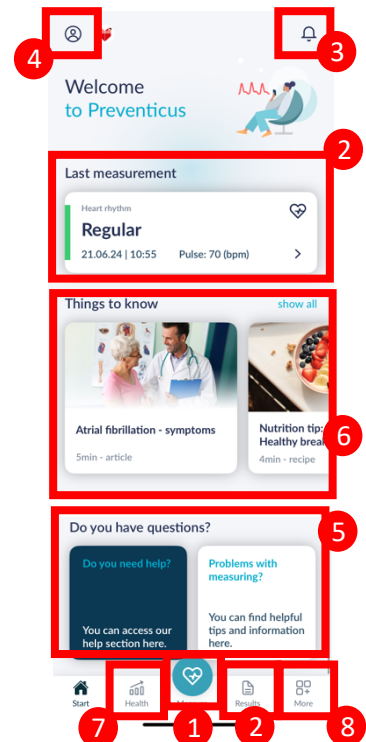 4
3
Welcome
to Preventicus
2
Last measurement
Heart rhythm
Regular
21.06.24 | 10:55 Pulse: 70 (bpm)
Things to know show all
Atrial fibrillation - symptoms
5min - article
Nutrition tip:
Healthy brea
4min - recipe
6
Do you have questions?
5
Do you need help?
You can access our
help section here.
Problems with
measuring?
You can find helpful
tips and information
here.
Start Health Results More
7 1 2 8